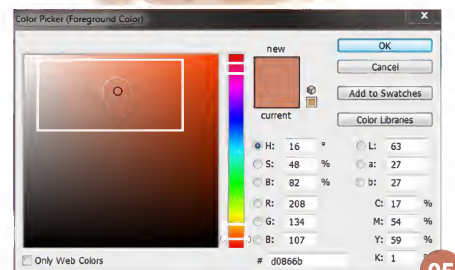 Color Picker (Foreground Color)
x
new
current
OK
Cancel
Add to Swatches
Color Libraries
H: 16 °
S: 48 %
B: 82 %
R: 208
G: 134
B: 107
L: 63
a: 27
b: 27
C: 17 %
M: 54 %
Y: 59 %
K: 1
# d0866b
Only Web Colors
05